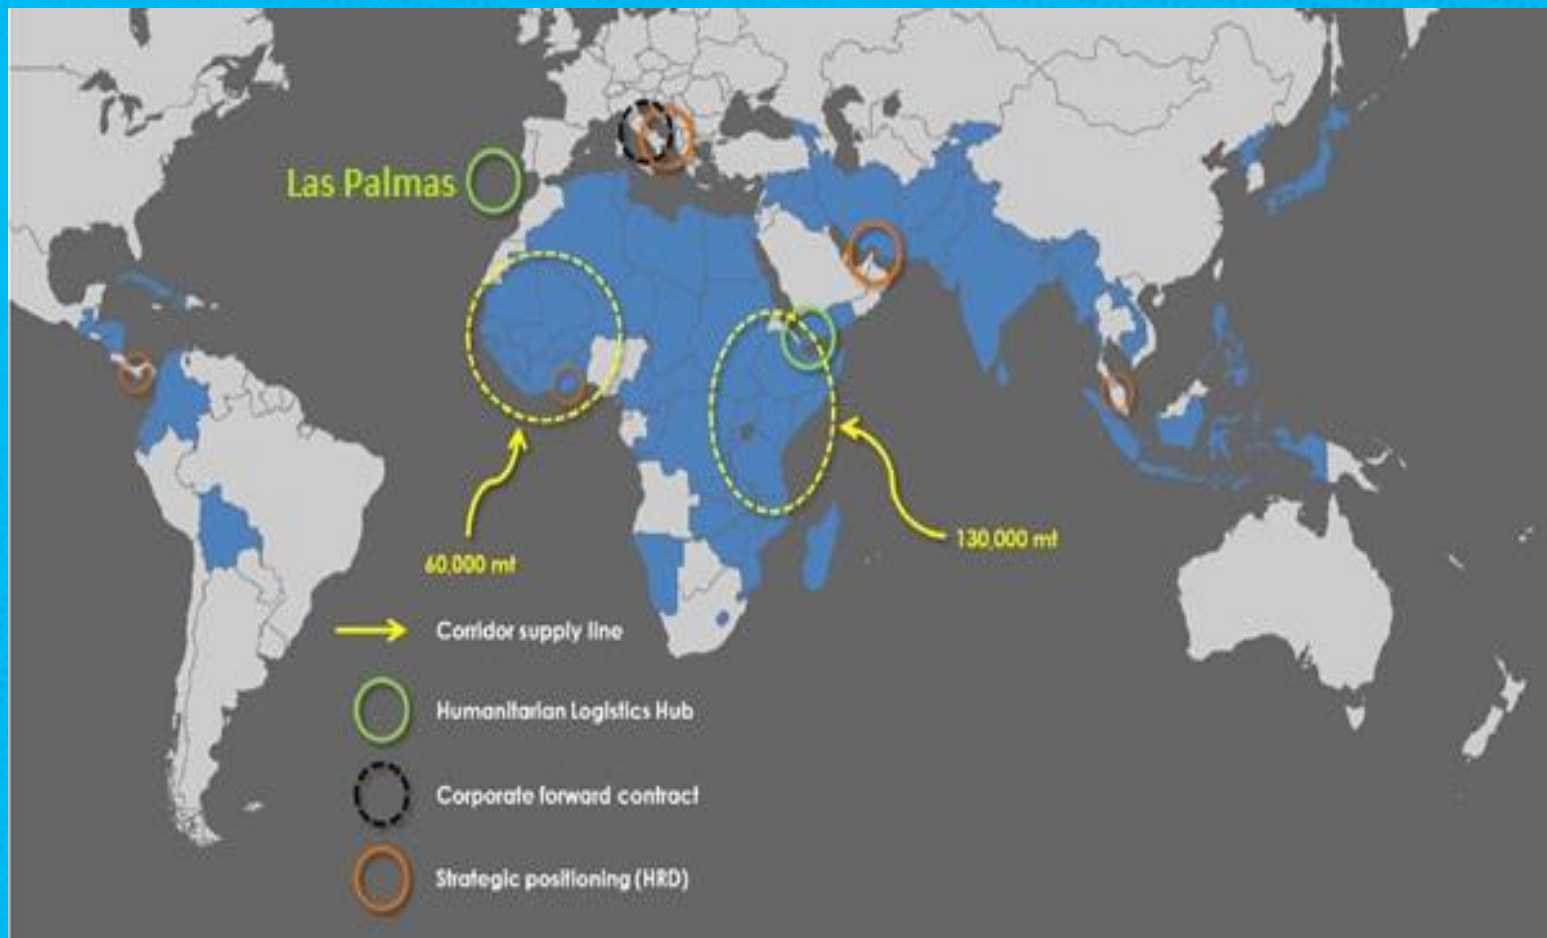 Las Palmas
60,000 mt
130,000 mt
Corridor supply line
Humanitarian Logistics Hub
Corporate forward contract
Strategic positioning (HRD)